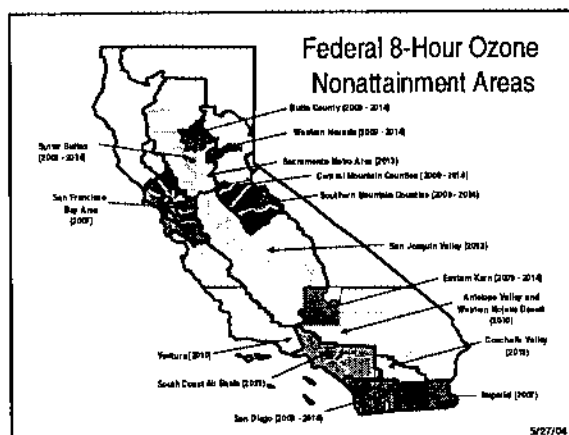 Federal 8-Hour Ozone
Nonattainment Areas
Butte County (2009 - 2014)
Western Nevada (2009 - 2014)
Sutter Buttes
(2009 - 2014)
Sacramento Metro Area (2013)
Central Mountain Counties (2009 - 2014)
Southern Mountain Counties (2009 - 2014)
San Francisco
Bay Area
(2007)
San Joaquin Valley (2013)
Eastern Kern (2009 - 2014)
Antelope Valley and
Western Mojave Desert
(2010)
Coachella Valley
Ventura (2010)
South Coast Air Basin (2021)
Imperial (2007)
San Diego (2009 - 2014)
5/27/04